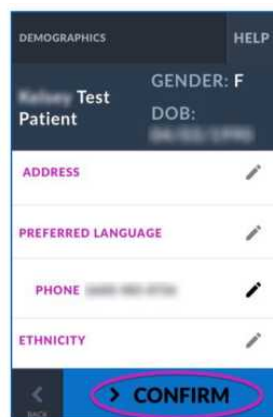 DEMOGRAPHICS HELP
Test Patient
GENDER: F
DOB:
ADDRESS
PREFERRED LANGUAGE
PHONE
ETHNICITY
BACK
> CONFIRM